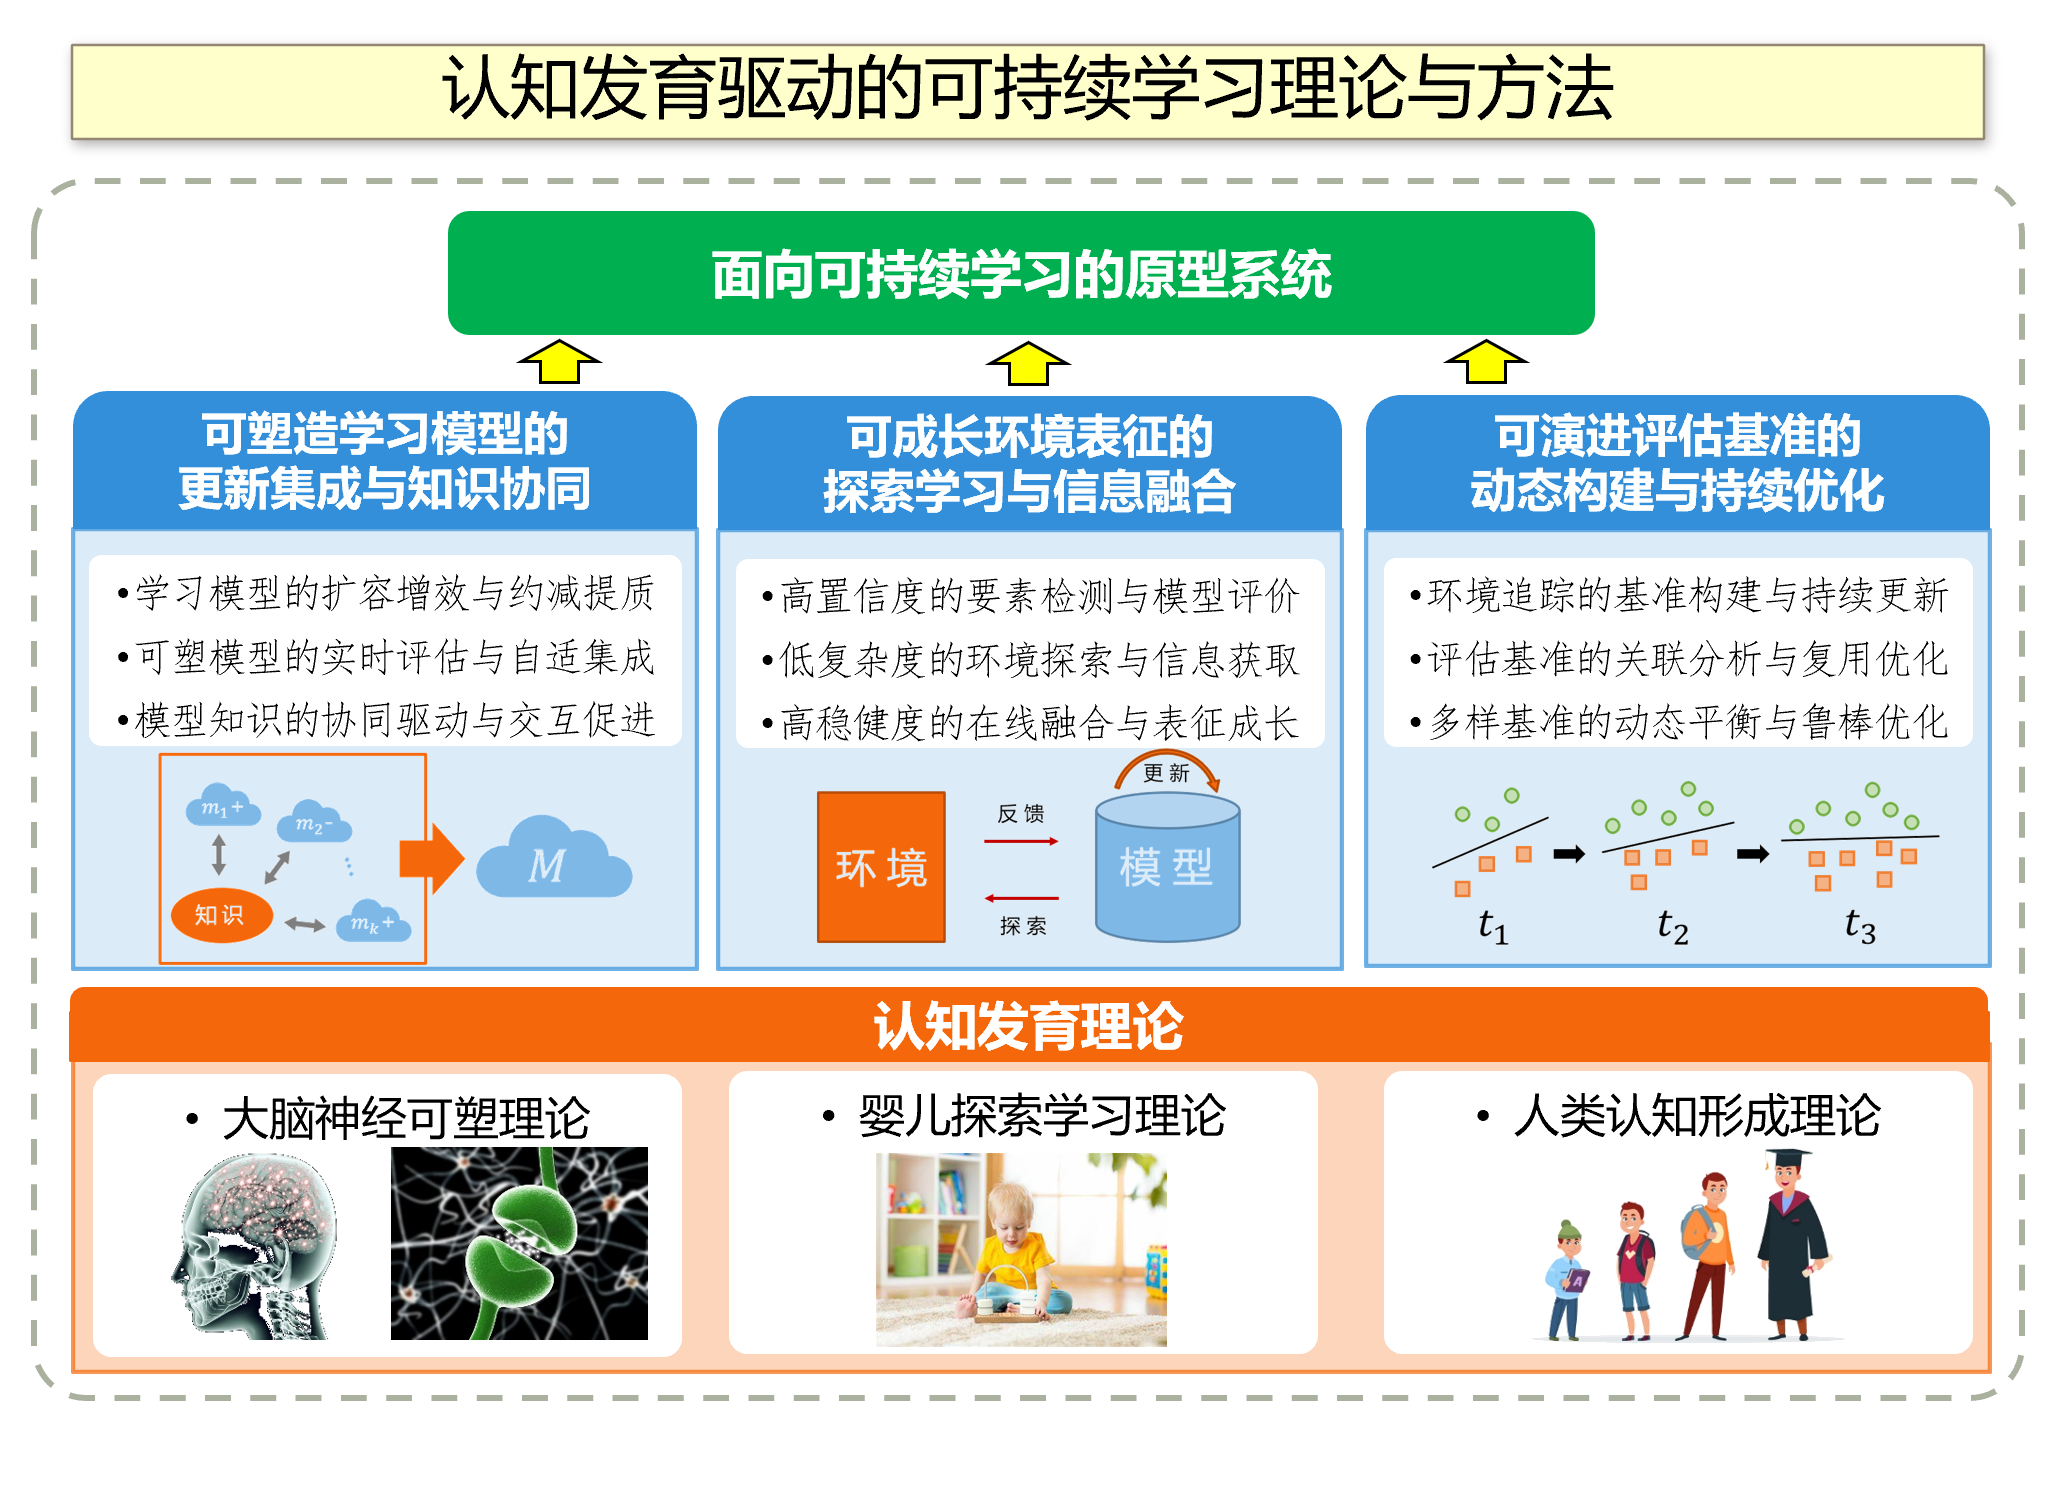 认知发育驱动的可持续学习理论与方法
面向可持续学习的原型系统
可塑造学习模型的
更新集成与知识协同
•学习模型的扩容增效与约减提质
•可塑模型的实时评估与自适集成
•模型知识的协同驱动与交互促进
m₁+
m₂-
⋮
知识
mₖ+
M
可成长环境表征的
探索学习与信息融合
•高置信度的要素检测与模型评价
•低复杂度的环境探索与信息获取
•高稳健度的在线融合与表征成长
更新
反馈
环境
模型
探索
可演进评估基准的
动态构建与持续优化
•环境追踪的基准构建与持续更新
•评估基准的关联分析与复用优化
•多样基准的动态平衡与鲁棒优化
t₁
t₂
t₃
认知发育理论
• 大脑神经可塑理论
• 婴儿探索学习理论
• 人类认知形成理论
A